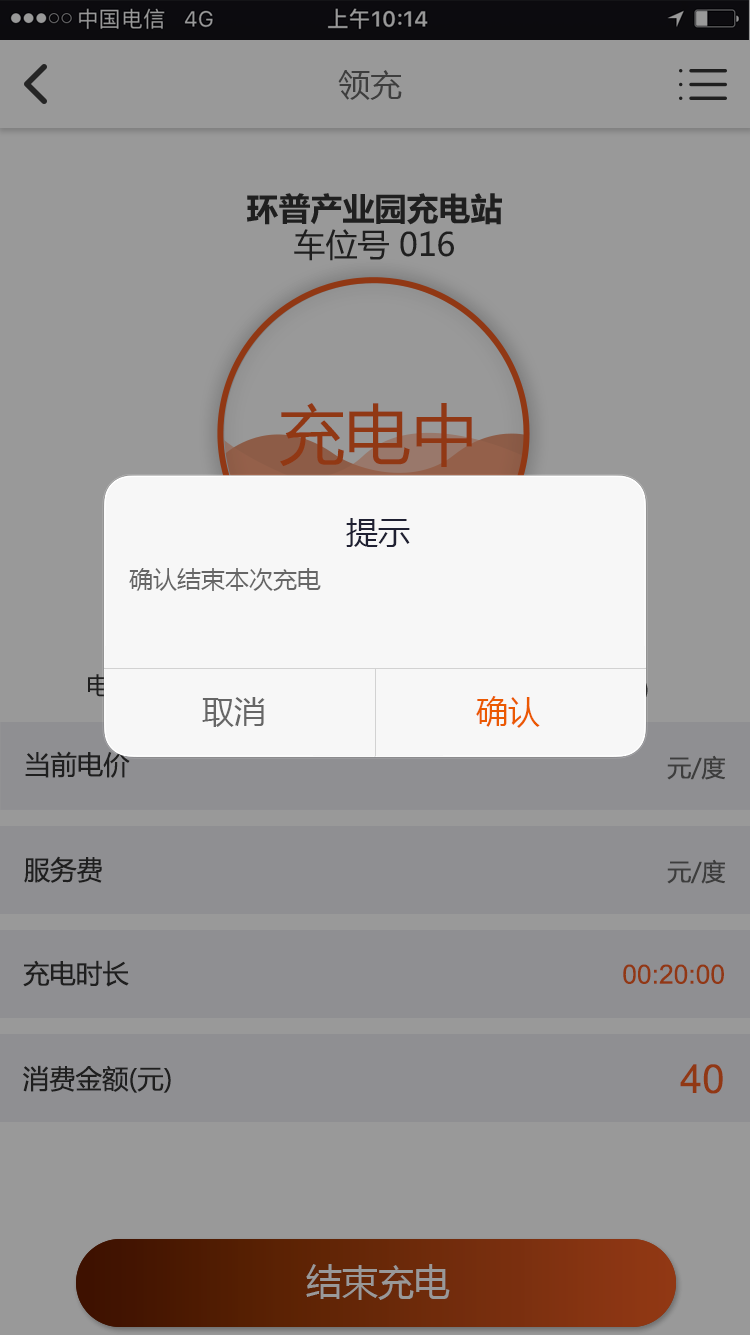 中国电信 4G 上午10:14
领充
环普产业园充电站
车位号 016
充电中
提示
确认结束本次充电
取消 确认
当前电价 元/度
服务费 元/度
充电时长 00:20:00
消费金额(元) 40
结束充电